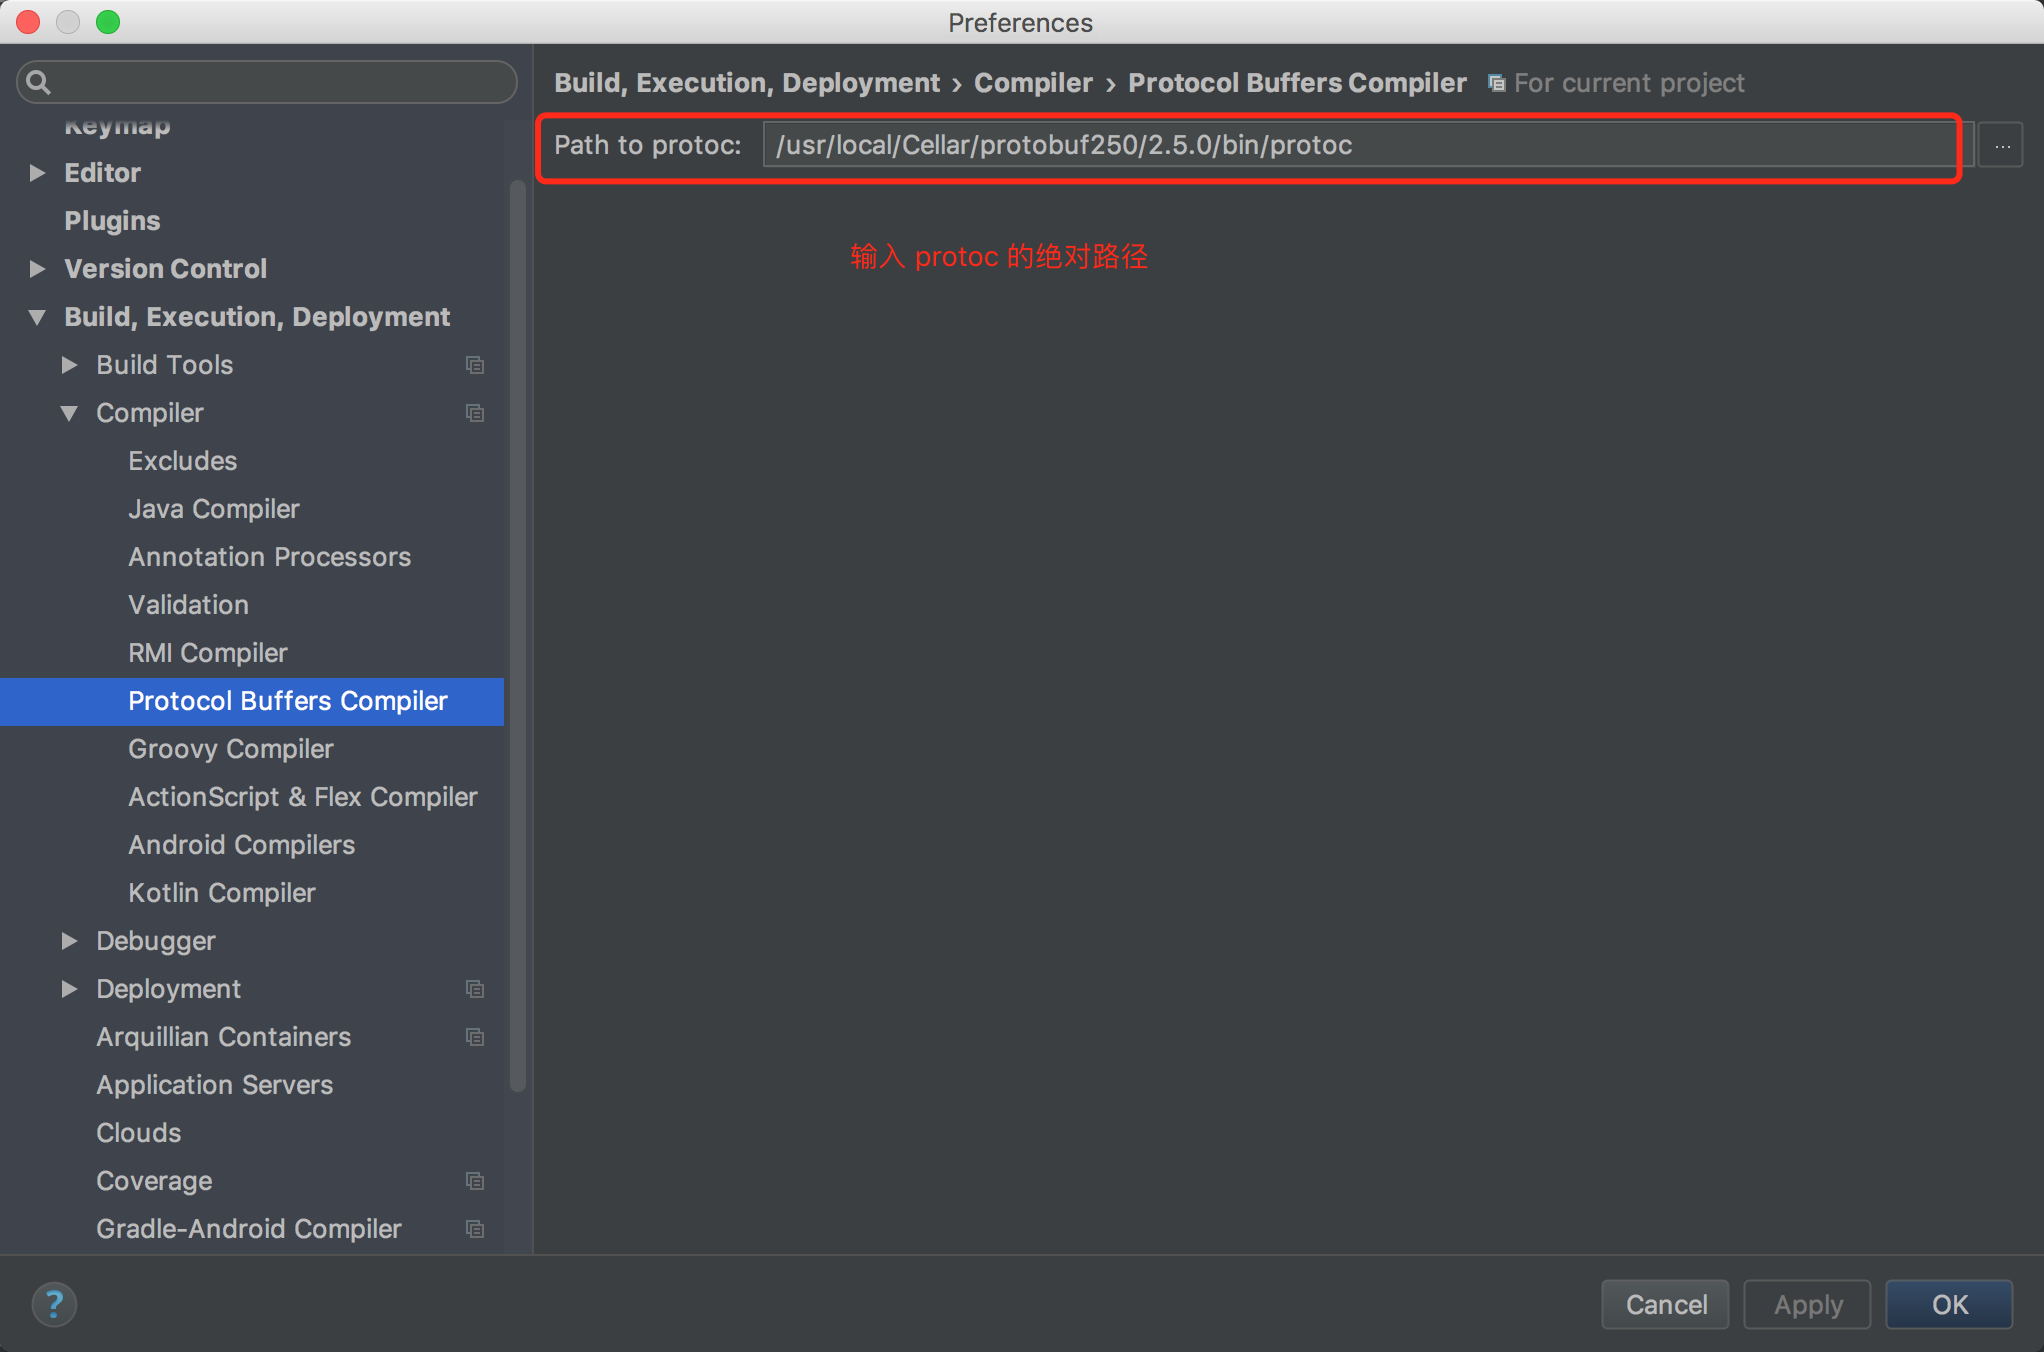 Preferences
Build, Execution, Deployment › Compiler › Protocol Buffers Compiler For current project
Path to protoc: /usr/local/Cellar/protobuf250/2.5.0/bin/protoc ...
输入 protoc 的绝对路径
Keymap
Editor
Plugins
Version Control
Build, Execution, Deployment
Build Tools
Compiler
Excludes
Java Compiler
Annotation Processors
Validation
RMI Compiler
Protocol Buffers Compiler
Groovy Compiler
ActionScript & Flex Compiler
Android Compilers
Kotlin Compiler
Debugger
Deployment
Arquillian Containers
Application Servers
Clouds
Coverage
Gradle-Android Compiler
?
Cancel Apply OK